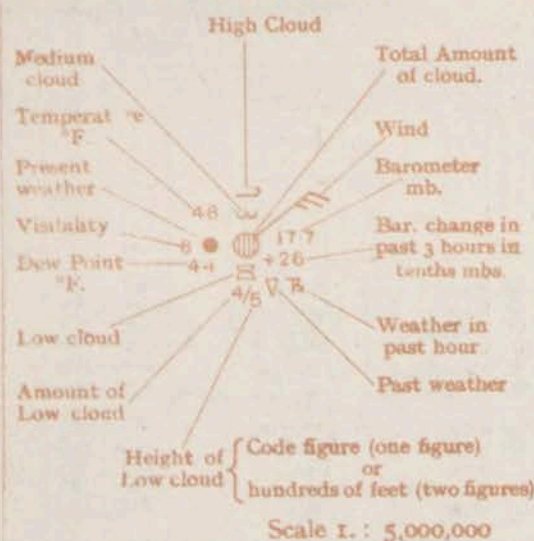 High Cloud
Medium
cloud
Total Amount
of cloud.
Temperat
°F
Wind
Present
weather
Barometer
mb.
48
Visibility
8
17.7
Bar. change in
past 3 hours in
tenths mbs.
Dew Point
°F.
44
+26
4/5
Low cloud
Weather in
past hour
Amount of
Low cloud
Past weather
Height of
Low cloud
Code figure (one figure)
or
hundreds of feet (two figures)
Scale 1. : 5,000,000